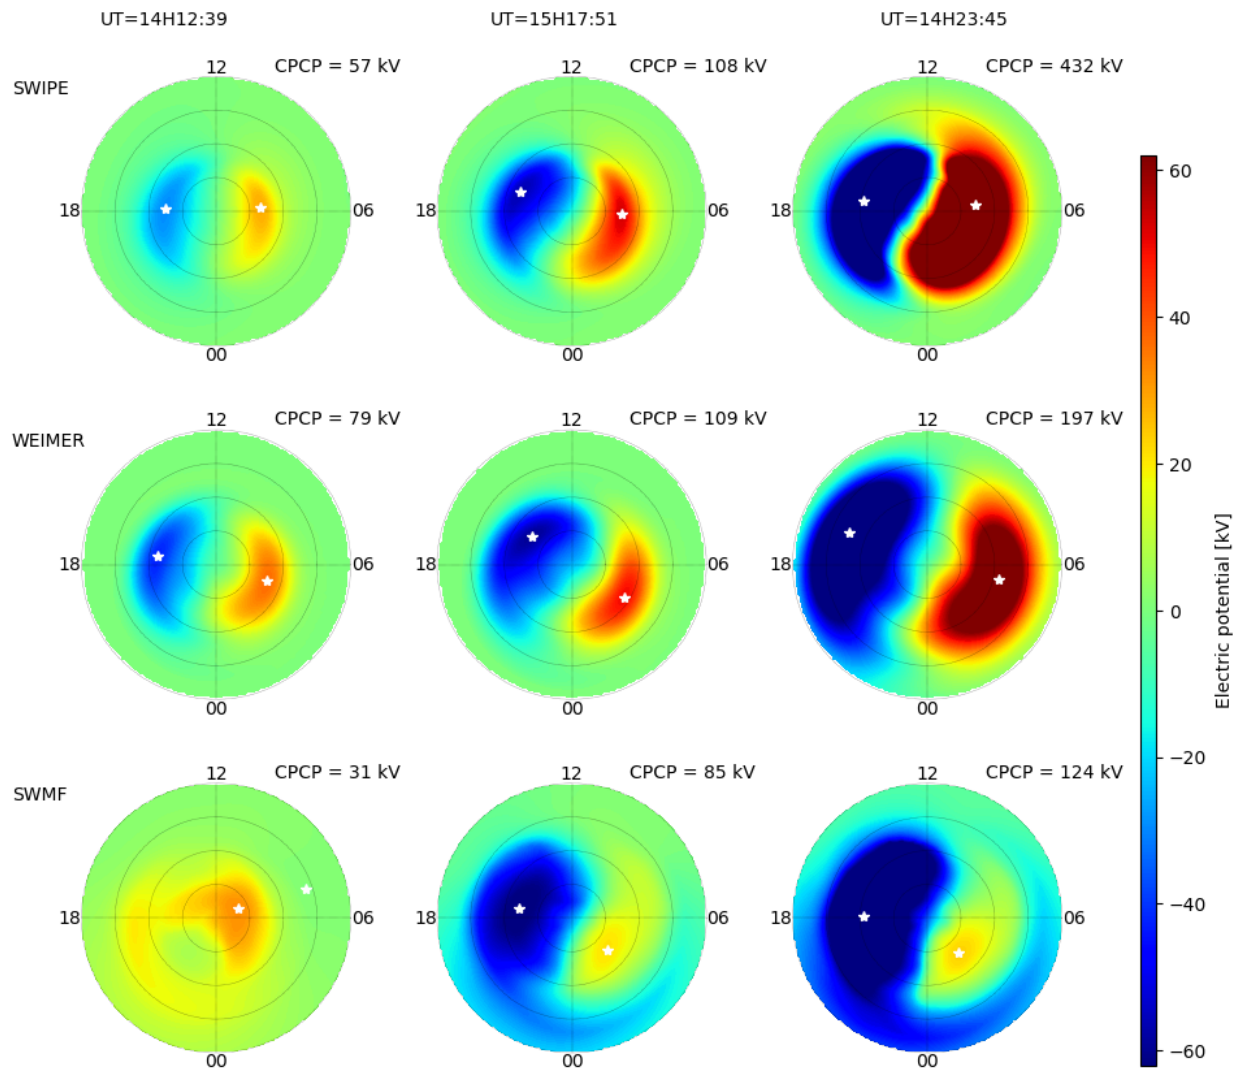 UT=14H12:39 UT=15H17:51 UT=14H23:45
SWIPE
12 CPCP = 57 kV
18 06
00
12 CPCP = 108 kV
18 06
00
12 CPCP = 432 kV
18 06
00
WEIMER
12 CPCP = 79 kV
18 06
00
12 CPCP = 109 kV
18 06
00
12 CPCP = 197 kV
18 06
00
SWMF
12 CPCP = 31 kV
18 06
00
12 CPCP = 85 kV
18 06
00
12 CPCP = 124 kV
18 06
00
60
40
20
0
−20
−40
−60
Electric potential [kV]